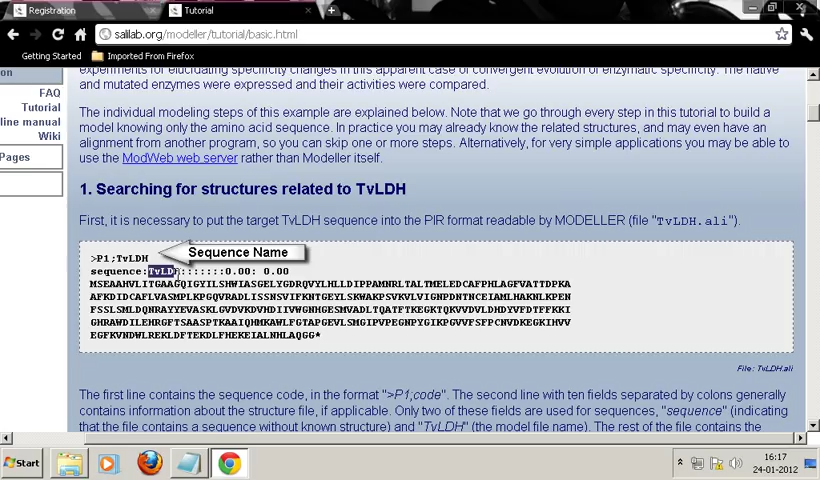 Registration
Tutorial
salilab.org/modeller/tutorial/basic.html
Getting Started
Imported From Firefox
on
FAQ
Tutorial
line manual
Wiki
Pages
experiments for elucidating specificity changes in this apparent case of convergent evolution of enzymatic specificity. The native
and mutated enzymes were expressed and their activities were compared.
The individual modeling steps of this example are explained below. Note that we go through every step in this tutorial to build a
model knowing only the amino acid sequence. In practice you may already know the related structures, and may even have an
alignment from another program, so you can skip one or more steps. Alternatively, for very simple applications you may be able to
use the ModWeb web server rather than Modeller itself.
1. Searching for structures related to TvLDH
First, it is necessary to put the target TvLDH sequence into the PIR format readable by MODELLER (file "TvLDH.ali").
>P1;TvLDH
Sequence Name
sequence:TvLDH:::::::0.00: 0.00
MSEAAHVLITGAAGQIGYILSHWIASGELYGDRQVYLHLLDIPPAMNRLTALTMELEDCAFPHLAGFVATTDPKA
AFKDIDCAFLVASMPLKPGQVRADLISSNSVIFKNTGEYLSKWAKPSVKVLVIGNPDNTNCEIAMLHAKNLKPEN
FSSLSMLDQNRAYYEVASKLGVDVKDVHDIIVWGNHGESMVADLTQATFTKEGKTQKVVDVLDHDYVFDTFFKKI
GHRAWDILEHRGFTSAASPTKAAIQHMKAWLFGTAPGEVLSMGIPVPEGNPYGIKPGVVFSFPCNVDKEGKIHVV
EGFKVNDWLREKLDFTEKDLFHEKEIALNHLAQGG*
File: TvLDH.ali
The first line contains the sequence code, in the format ">P1;code". The second line with ten fields separated by colons generally
contains information about the structure file, if applicable. Only two of these fields are used for sequences, "sequence" (indicating
that the file contains a sequence without known structure) and "TvLDH" (the model file name). The rest of the file contains the
Start
16:17
24-01-2012